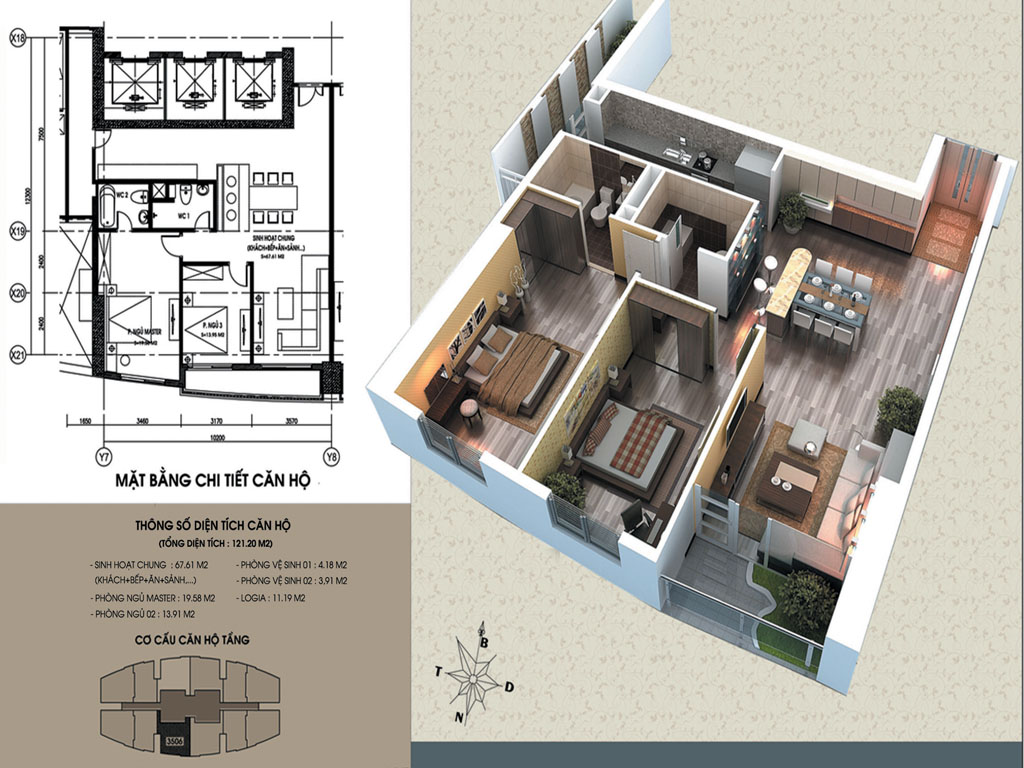 X18
X19
X20
X21
7500
12300
2400
2400
WC 2
WC 1
SINH HOẠT CHUNG
(KHÁCH+BẾP+ĂN+SẢNH...)
S=67.61 M2
P. NGỦ MASTER
S=19.58 M2
P. NGỦ 3
S=13.95 M2
1650
3460
3170
3570
10200
Y7
Y8
MẶT BẰNG CHI TIẾT CĂN HỘ
THÔNG SỐ DIỆN TÍCH CĂN HỘ
(TỔNG DIỆN TÍCH : 121.20 M2)
- SINH HOẠT CHUNG : 67.61 M2
(KHÁCH+BẾP+ĂN+SẢNH,...)
- PHÒNG NGỦ MASTER : 19.58 M2
- PHÒNG NGỦ 02 : 13.91 M2
- PHÒNG VỆ SINH 01 : 4.18 M2
- PHÒNG VỆ SINH 02 : 3,91 M2
- LOGIA : 11.19 M2
CƠ CẤU CĂN HỘ TẦNG
3506
B
T
D
N